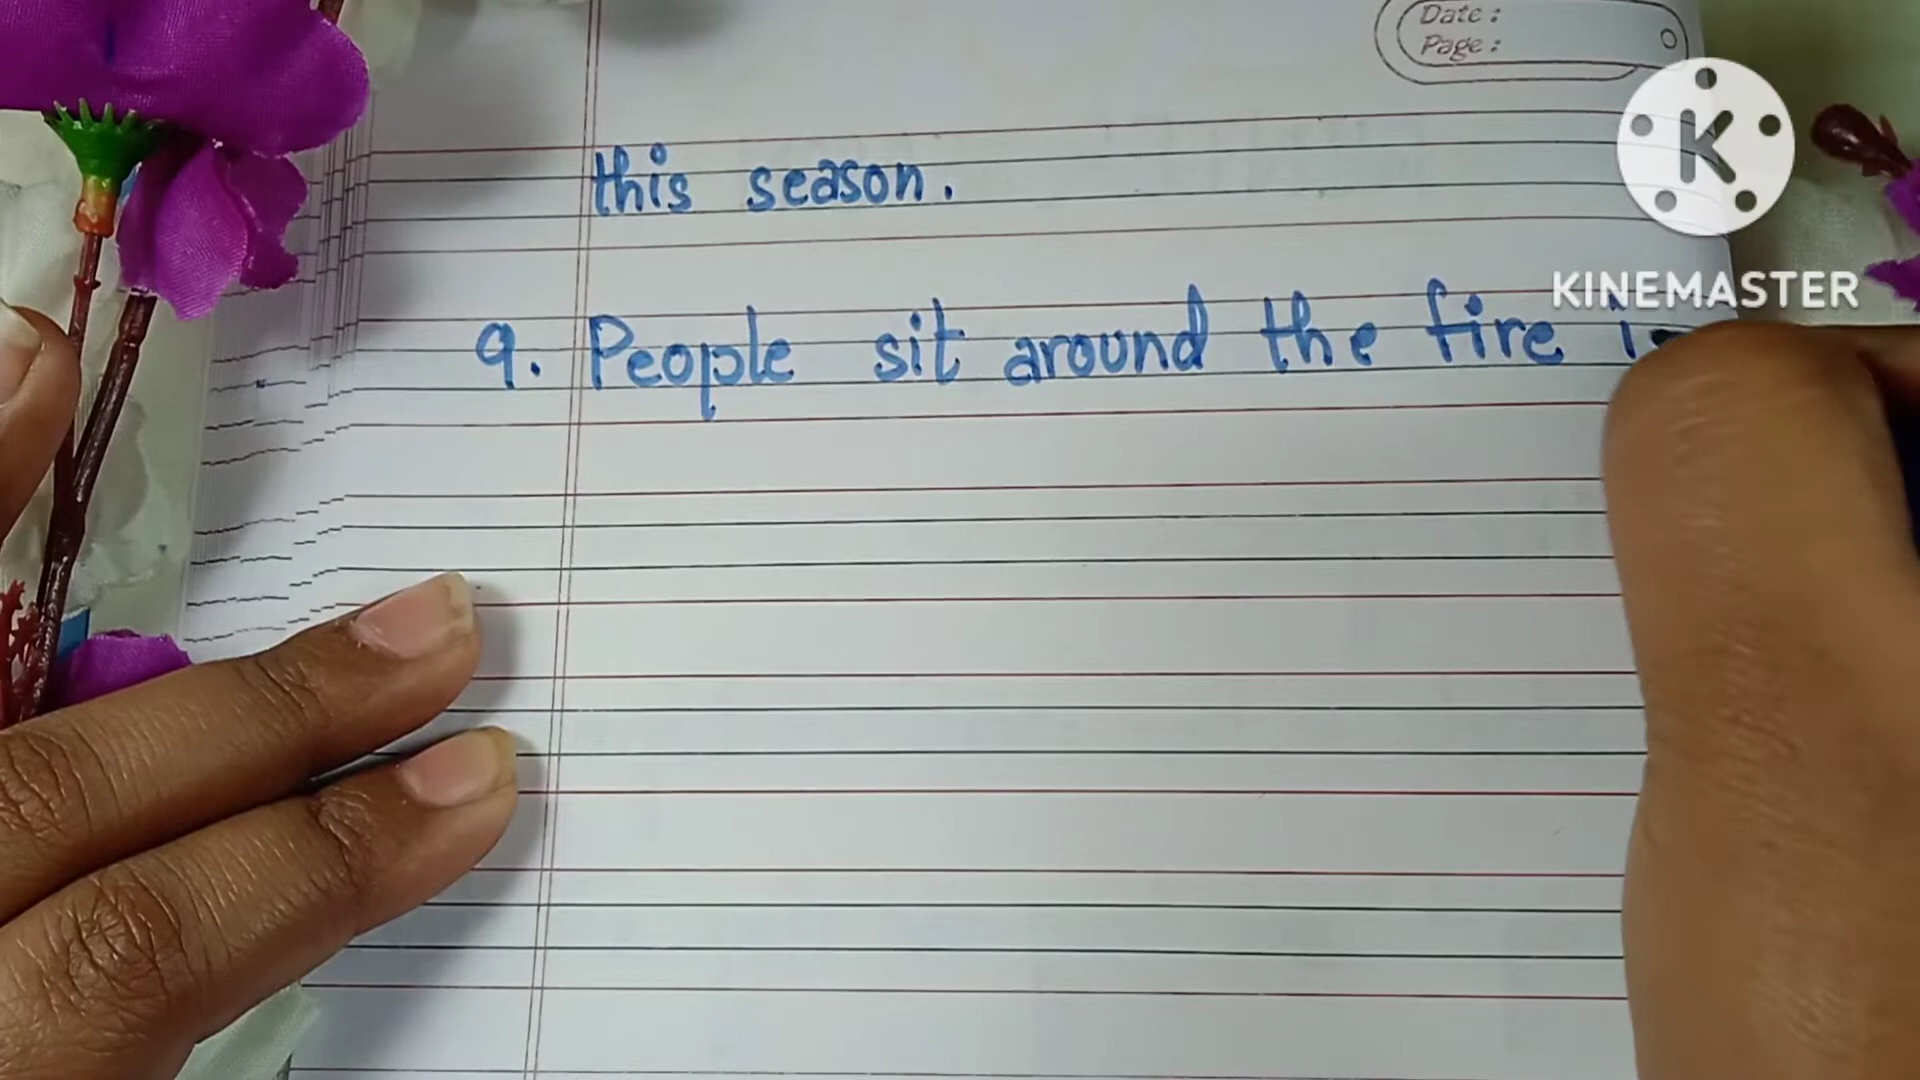 Date :
Page :
this season.
KINEMASTER
9. People sit around the fire